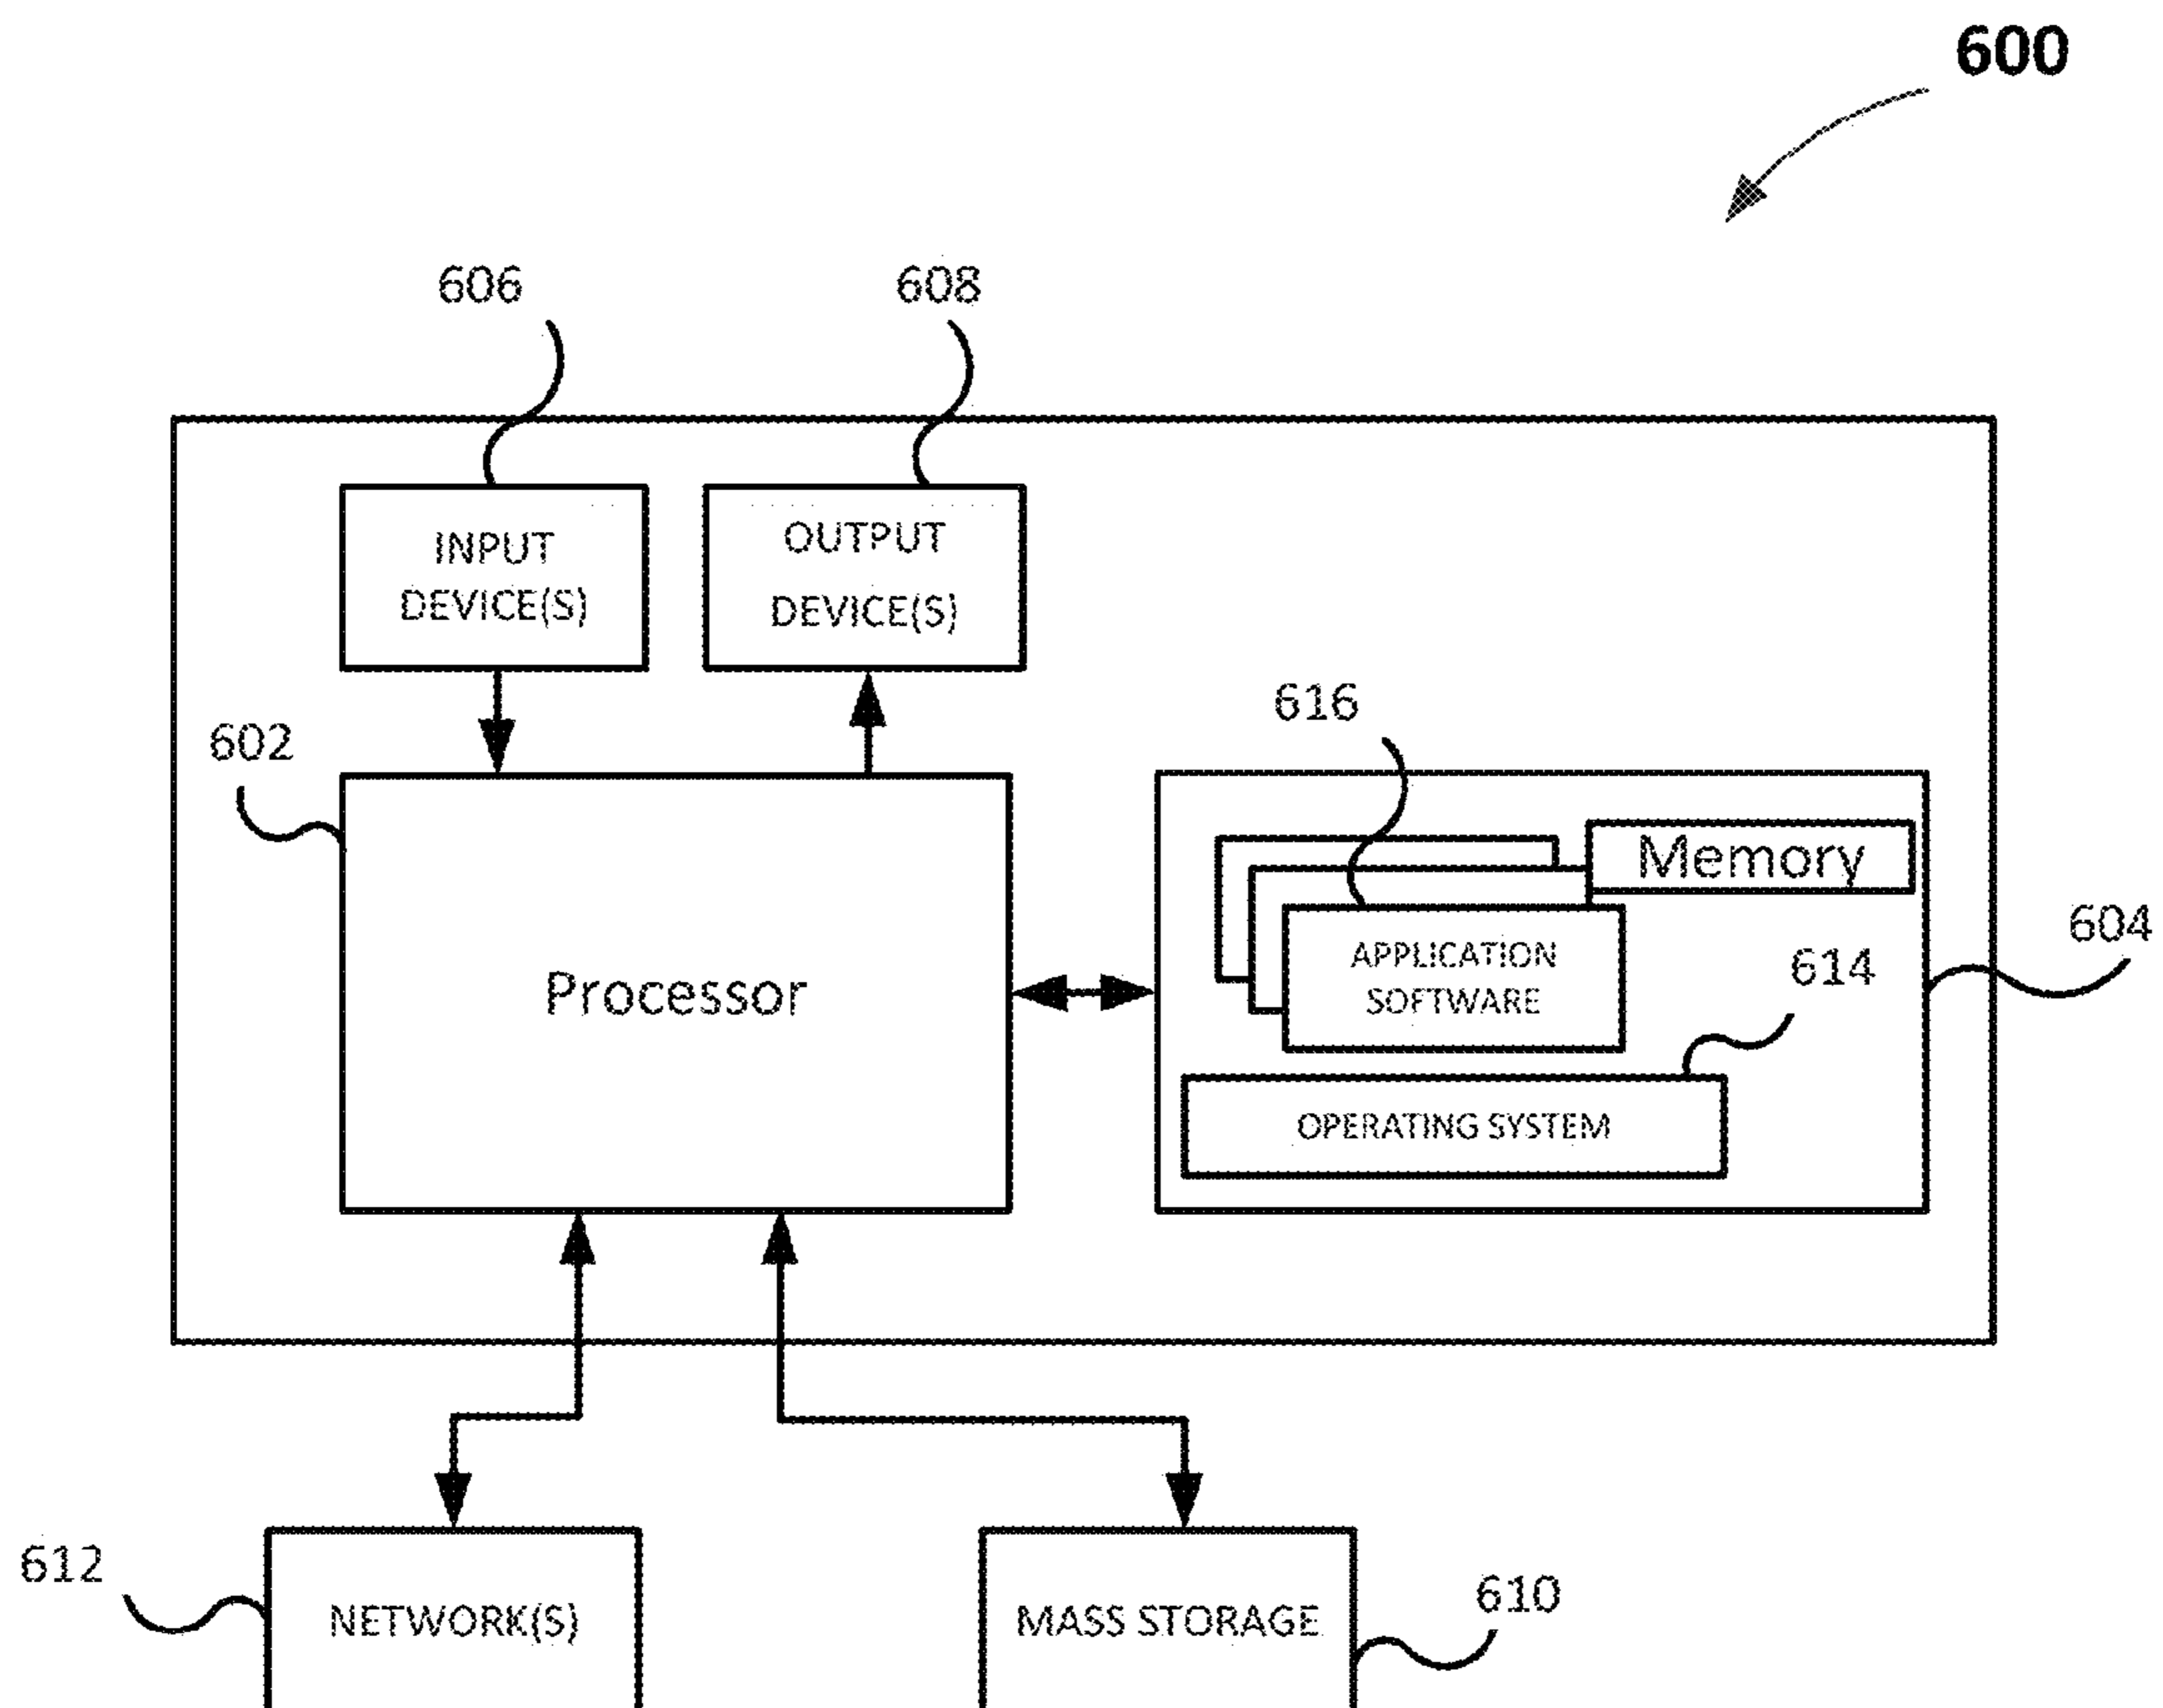 600
606
608
INPUT
DEVICE(S)
OUTPUT
DEVICE(S)
602
616
Processor
Memory
604
APPLICATION
SOFTWARE
614
OPERATING SYSTEM
612
NETWORK(S)
MASS STORAGE
610